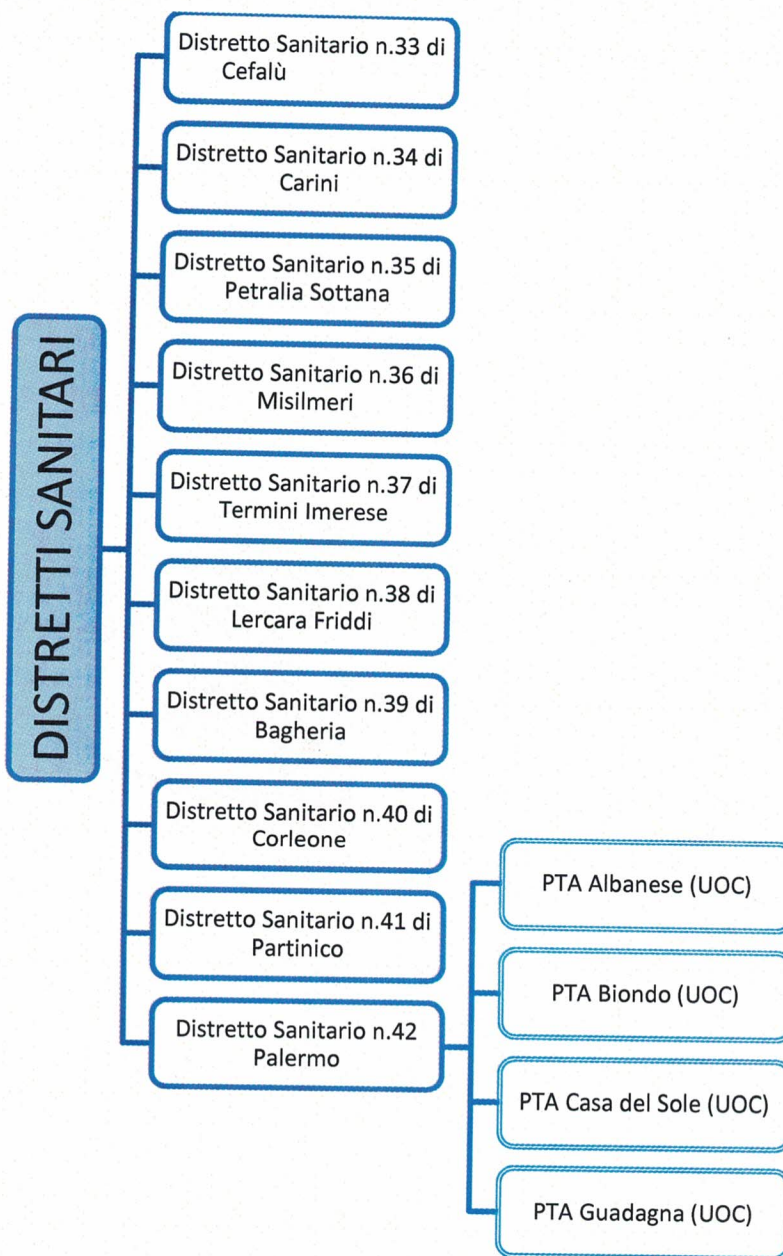 DISTRETTI SANITARI
Distretto Sanitario n.33 di
Cefalù
Distretto Sanitario n.34 di
Carini
Distretto Sanitario n.35 di
Petralia Sottana
Distretto Sanitario n.36 di
Misilmeri
Distretto Sanitario n.37 di
Termini Imerese
Distretto Sanitario n.38 di
Lercara Friddi
Distretto Sanitario n.39 di
Bagheria
Distretto Sanitario n.40 di
Corleone
Distretto Sanitario n.41 di
Partinico
Distretto Sanitario n.42
Palermo
PTA Albanese (UOC)
PTA Biondo (UOC)
PTA Casa del Sole (UOC)
PTA Guadagna (UOC)